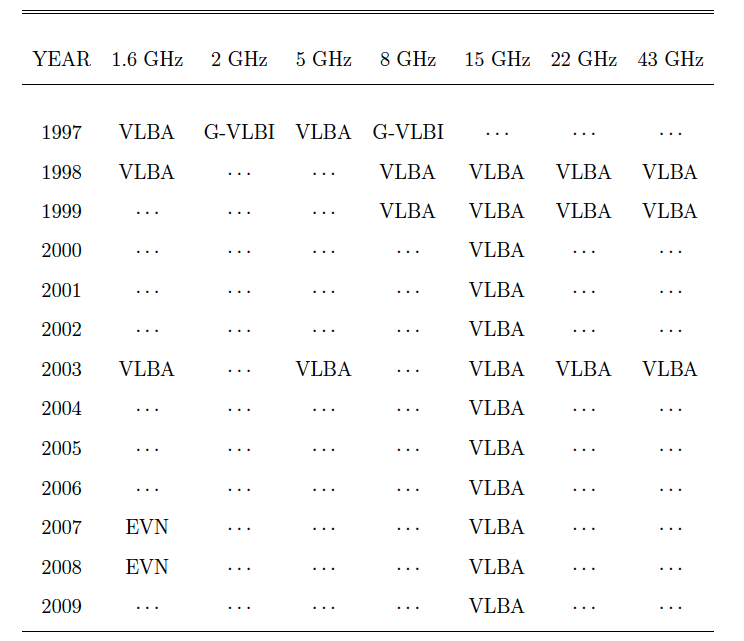 YEAR 1.6 GHz 2 GHz 5 GHz 8 GHz 15 GHz 22 GHz 43 GHz
1997 VLBA G-VLBI VLBA G-VLBI ... ... ...
1998 VLBA ... ... VLBA VLBA VLBA VLBA
1999 ... ... ... VLBA VLBA VLBA VLBA
2000 ... ... ... ... VLBA ... ...
2001 ... ... ... ... VLBA ... ...
2002 ... ... ... ... VLBA ... ...
2003 VLBA ... VLBA ... VLBA VLBA VLBA
2004 ... ... ... ... VLBA ... ...
2005 ... ... ... ... VLBA ... ...
2006 ... ... ... ... VLBA ... ...
2007 EVN ... ... ... VLBA ... ...
2008 EVN ... ... ... VLBA ... ...
2009 ... ... ... ... VLBA ... ...